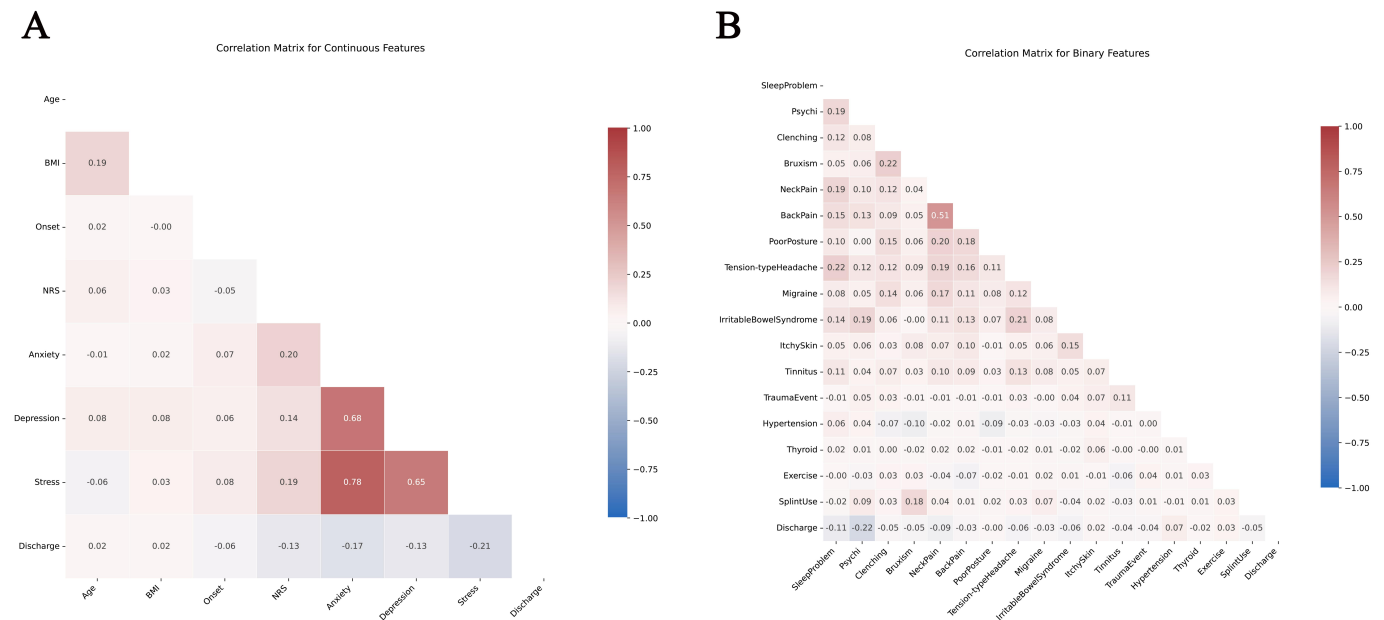 A
Correlation Matrix for Continuous Features
Age
BMI 0.19
Onset 0.02 -0.00
NRS 0.06 0.03 -0.05
Anxiety -0.01 0.02 0.07 0.20
Depression 0.08 0.08 0.06 0.14 0.68
Stress -0.06 0.03 0.08 0.19 0.78 0.65
Discharge 0.02 0.02 -0.06 -0.13 -0.17 -0.13 -0.21
Age BMI Onset NRS Anxiety Depression Stress Discharge
1.00
0.75
0.50
0.25
0.00
−0.25
−0.50
−0.75
−1.00
B
Correlation Matrix for Binary Features
SleepProblem
Psychi 0.19
Clenching 0.12 0.08
Bruxism 0.05 0.06 0.22
NeckPain 0.19 0.10 0.12 0.04
BackPain 0.15 0.13 0.09 0.05 0.51
PoorPosture 0.10 0.00 0.15 0.06 0.20 0.18
Tension-typeHeadache 0.22 0.12 0.12 0.09 0.19 0.16 0.11
Migraine 0.08 0.05 0.14 0.06 0.17 0.11 0.08 0.12
IrritableBowelSyndrome 0.14 0.19 0.06 -0.00 0.11 0.13 0.07 0.21 0.08
ItchySkin 0.05 0.06 0.03 0.08 0.07 0.10 -0.01 0.05 0.06 0.15
Tinnitus 0.11 0.04 0.07 0.03 0.10 0.09 0.03 0.13 0.08 0.05 0.07
TraumaEvent -0.01 0.05 0.03 -0.01 -0.01 -0.01 -0.01 0.03 -0.00 0.04 0.07 0.11
Hypertension 0.06 0.04 -0.07 -0.10 -0.02 0.01 -0.09 -0.03 -0.03 -0.03 0.04 -0.01 0.00
Thyroid 0.02 0.01 0.00 -0.02 0.02 0.02 -0.01 0.02 0.01 0.02 0.06 -0.00 -0.00 0.01
Exercise -0.00 -0.03 0.03 0.03 -0.04 -0.07 -0.02 -0.01 0.02 0.01 -0.01 -0.06 0.04 0.01 0.03
SplintUse -0.02 0.09 0.03 0.18 0.04 0.01 0.02 0.03 0.07 -0.04 0.02 -0.03 0.01 -0.01 0.01 0.03
Discharge -0.11 -0.22 -0.05 -0.05 -0.09 -0.03 -0.00 -0.06 -0.03 -0.06 0.02 -0.04 -0.04 0.07 -0.02 0.03 -0.05
SleepProblem Psychi Clenching Bruxism NeckPain BackPain PoorPosture Tension-typeHeadache Migraine IrritableBowelSyndrome ItchySkin Tinnitus TraumaEvent Hypertension Thyroid Exercise SplintUse Discharge
1.00
0.75
0.50
0.25
0.00
−0.25
−0.50
−0.75
−1.00